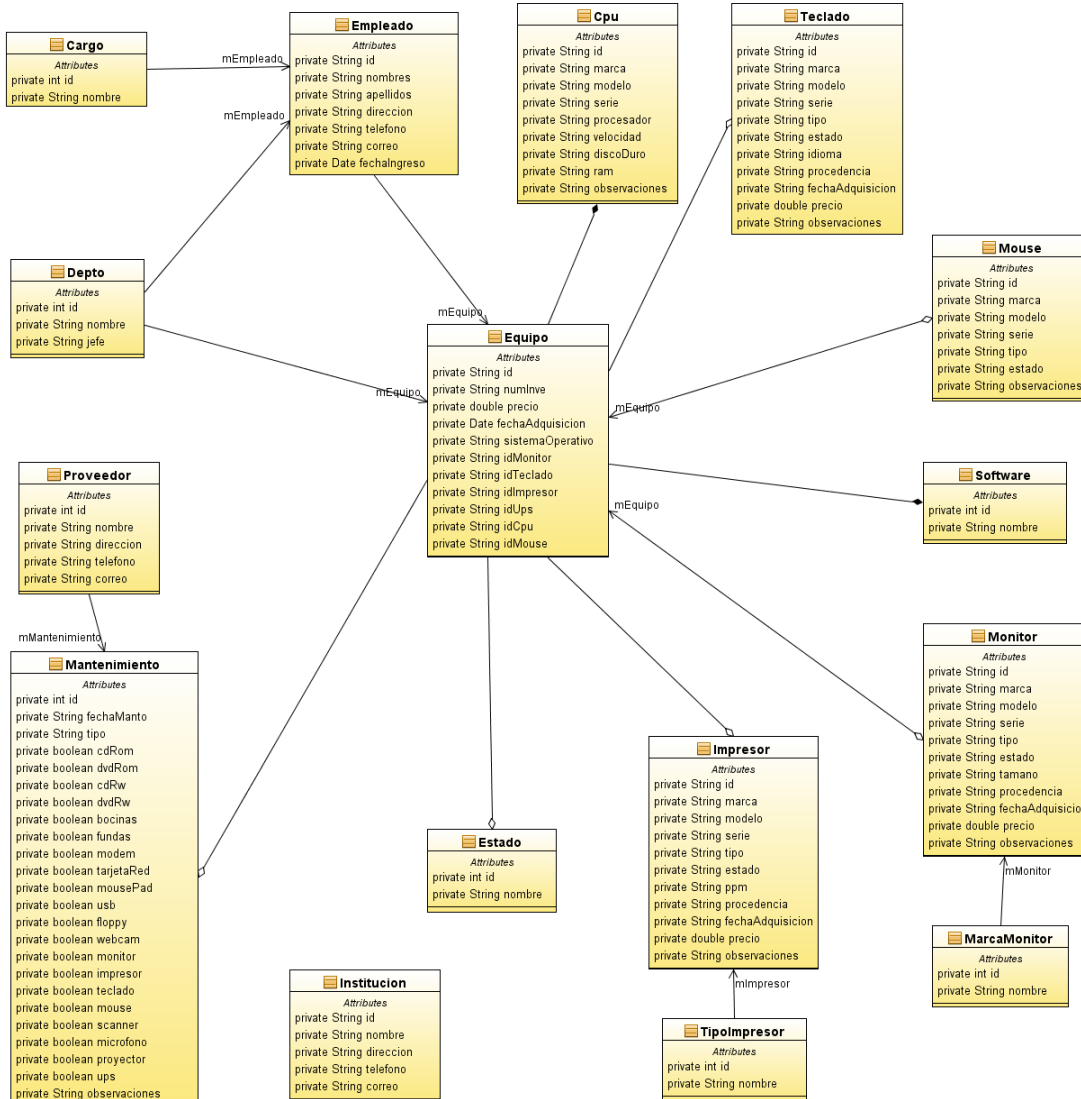 Cargo
Attributes
private int id
private String nombre
mEmpleado
Empleado
Attributes
private String id
private String nombres
private String apellidos
private String direccion
private String telefono
private String correo
private Date fechaIngreso
mEmpleado
Cpu
Attributes
private String id
private String marca
private String modelo
private String serie
private String procesador
private String velocidad
private String discoDuro
private String ram
private String observaciones
Teclado
Attributes
private String id
private String marca
private String modelo
private String serie
private String tipo
private String estado
private String idioma
private String procedencia
private String fechaAdquisicion
private double precio
private String observaciones
Depto
Attributes
private int id
private String nombre
private String jefe
mEquipo
mEquipo
Equipo
Attributes
private String id
private String numInve
private double precio
private Date fechaAdquisicion
private String sistemaOperativo
private String idMonitor
private String idTeclado
private String idImpresor
private String idUps
private String idCpu
private String idMouse
mEquipo
mEquipo
Mouse
Attributes
private String id
private String marca
private String modelo
private String serie
private String tipo
private String estado
private String observaciones
Proveedor
Attributes
private int id
private String nombre
private String direccion
private String telefono
private String correo
mMantenimiento
Software
Attributes
private int id
private String nombre
Mantenimiento
Attributes
private int id
private String fechaManto
private String tipo
private boolean cdRom
private boolean dvdRom
private boolean cdRw
private boolean dvdRw
private boolean bocinas
private boolean fundas
private boolean modem
private boolean tarjetaRed
private boolean mousePad
private boolean usb
private boolean floppy
private boolean webcam
private boolean monitor
private boolean impresor
private boolean teclado
private boolean mouse
private boolean scanner
private boolean microfono
private boolean proyector
private boolean ups
private String observaciones
Estado
Attributes
private int id
private String nombre
Impresor
Attributes
private String id
private String marca
private String modelo
private String serie
private String tipo
private String estado
private String ppm
private String procedencia
private String fechaAdquisicion
private double precio
private String observaciones
mImpresor
Monitor
Attributes
private String id
private String marca
private String modelo
private String serie
private String tipo
private String estado
private String tamano
private String procedencia
private String fechaAdquisicio
private double precio
private String observaciones
mMonitor
MarcaMonitor
Attributes
private int id
private String nombre
Institucion
Attributes
private String id
private String nombre
private String direccion
private String telefono
private String correo
TipoImpresor
Attributes
private int id
private String nombre